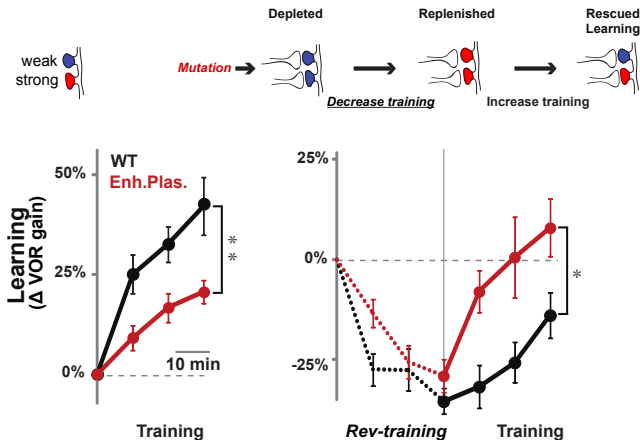 Depleted
Replenished
Rescued
Learning
weak
strong
Mutation
Decrease training
Increase training
WT
Enh.Plas.
Learning
(Δ VOR gain)
50%
25%
0%
**
10 min
Training
25%
0%
-25%
*
Rev-training
Training